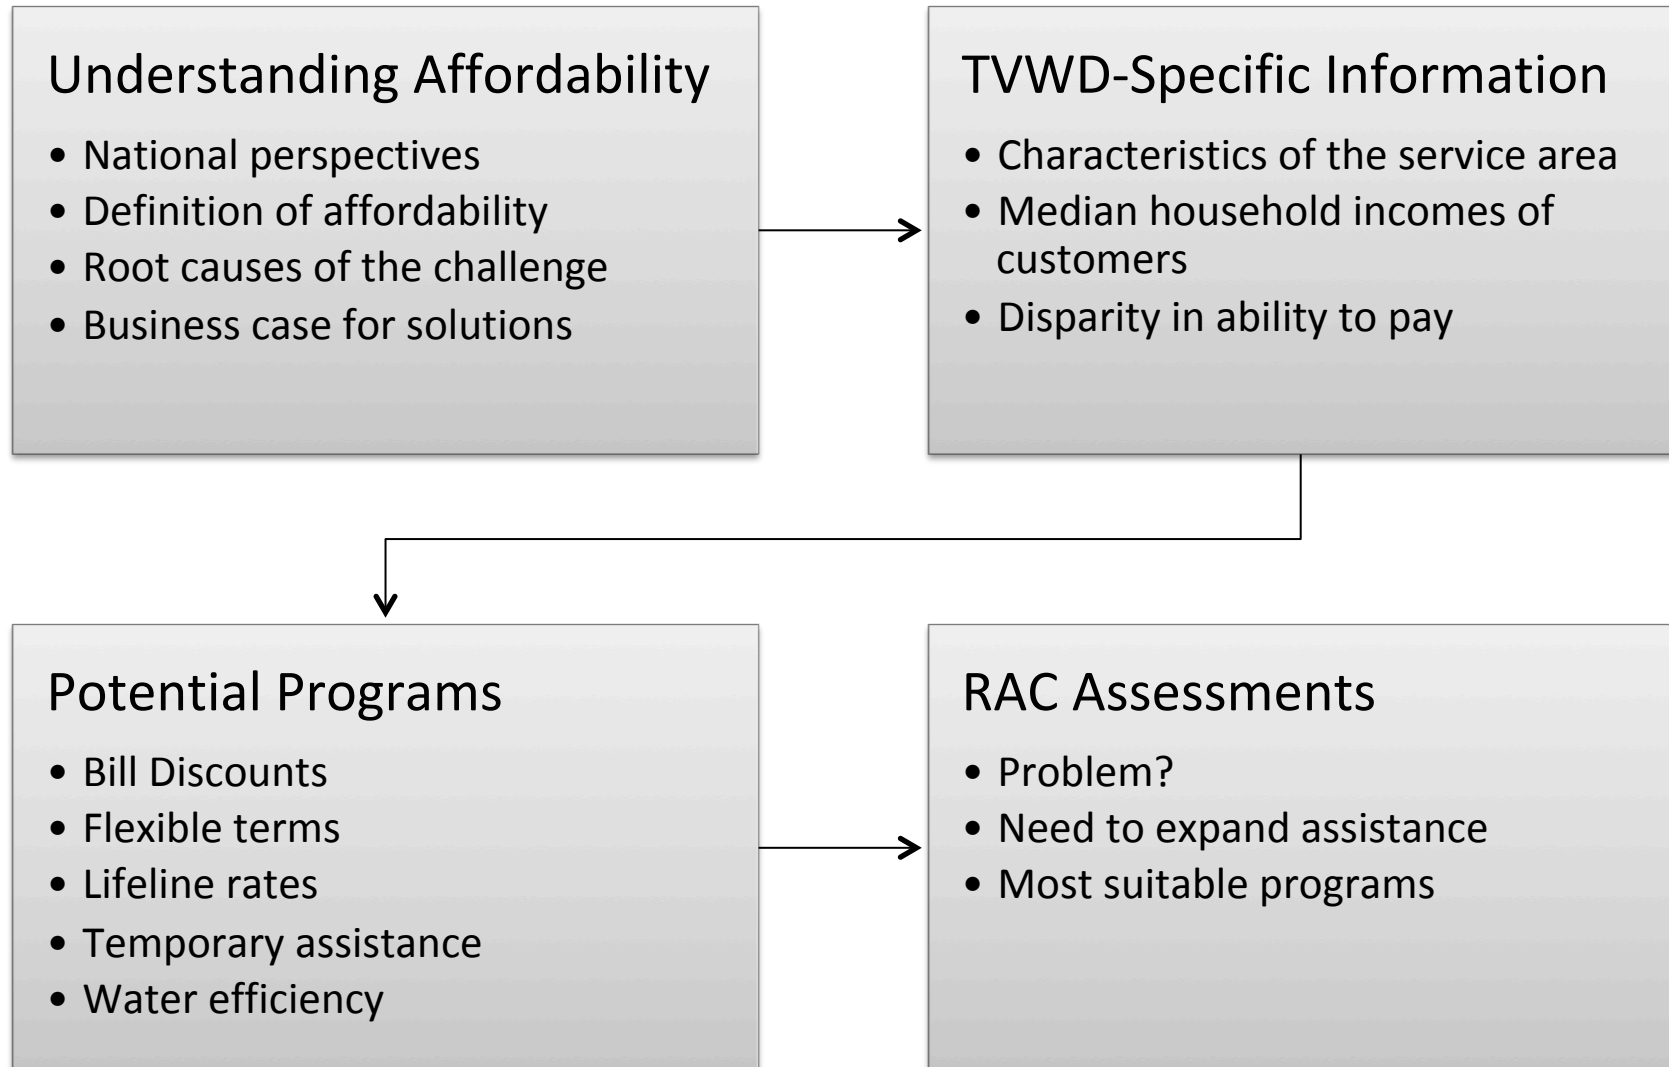 Understanding Affordability
• National perspectives
• Definition of affordability
• Root causes of the challenge
• Business case for solutions
TVWD-Specific Information
• Characteristics of the service area
• Median household incomes of
customers
• Disparity in ability to pay
Potential Programs
• Bill Discounts
• Flexible terms
• Lifeline rates
• Temporary assistance
• Water efficiency
RAC Assessments
• Problem?
• Need to expand assistance
• Most suitable programs